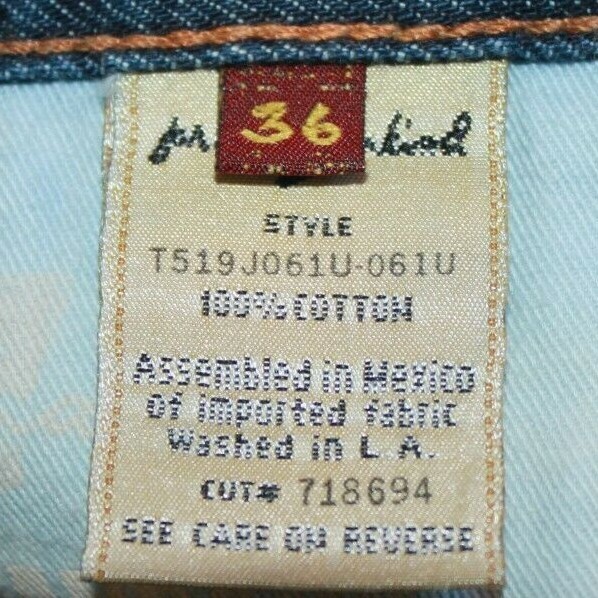 36
STYLE
T519J061U-061U
100% COTTON
Assembled in Mexico
of imported fabric
Washed in L.A.
CUT# 718694
SEE CARE ON REVERSE